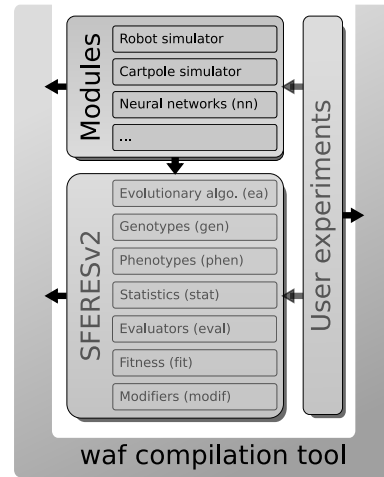 Modules
Robot simulator
Cartpole simulator
Neural networks (nn)
...
SFERESv2
Evolutionary algo. (ea)
Genotypes (gen)
Phenotypes (phen)
Statistics (stat)
Evaluators (eval)
Fitness (fit)
Modifiers (modif)
User experiments
waf compilation tool